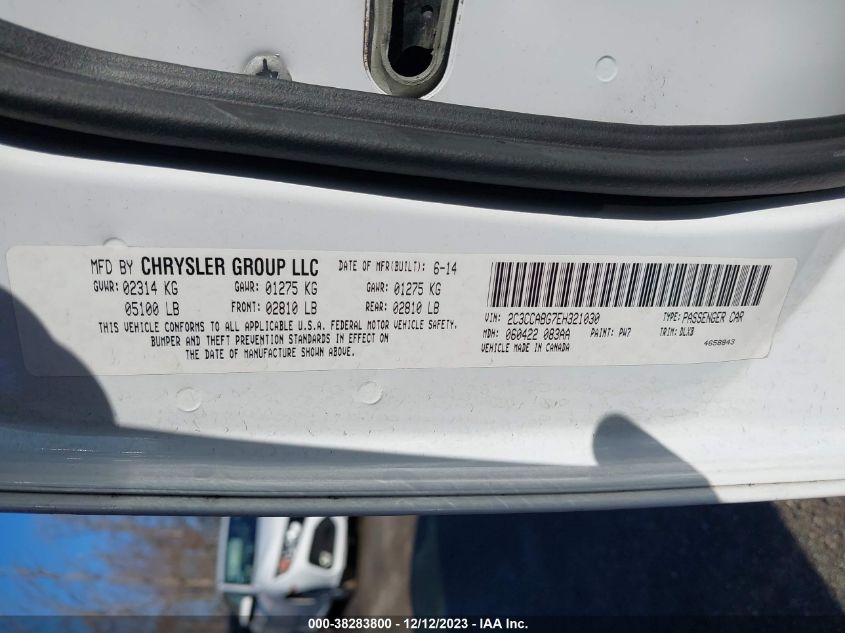 MFD BY CHRYSLER GROUP LLC DATE OF MFR(BUILT): 6-14
GVWR: 02314 KG GAWR: 01275 KG GAWR: 01275 KG
05100 LB FRONT: 02810 LB REAR: 02810 LB
THIS VEHICLE CONFORMS TO ALL APPLICABLE U.S.A. FEDERAL MOTOR VEHICLE SAFETY,
BUMPER AND THEFT PREVENTION STANDARDS IN EFFECT ON
THE DATE OF MANUFACTURE SHOWN ABOVE.
VIN: 2C3CCABG7EH321030 TYPE: PASSENGER CAR
MDH: 060422 083AA PAINT: PW7 TRIM: DLX8
VEHICLE MADE IN CANADA 4658843
000-38283800 - 12/12/2023 - IAA Inc.